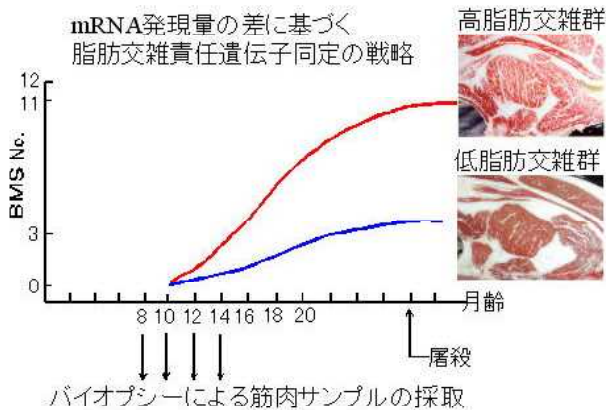 mRNA発現量の差に基づく
脂肪交雑責任遺伝子同定の戦略
高脂肪交雑群
低脂肪交雑群
BMS No.
12
11
3
0
8 10 12 14 16 18 20
月齢
屠殺
バイオプシーによる筋肉サンプルの採取